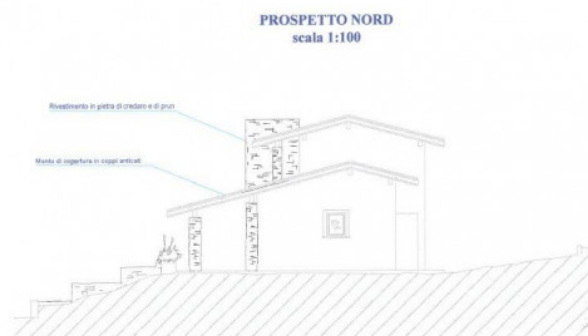 PROSPETTO NORD
scala 1:100
Rivestimento in pietra di credaro e di prun
Manto di copertura in coppi anticati